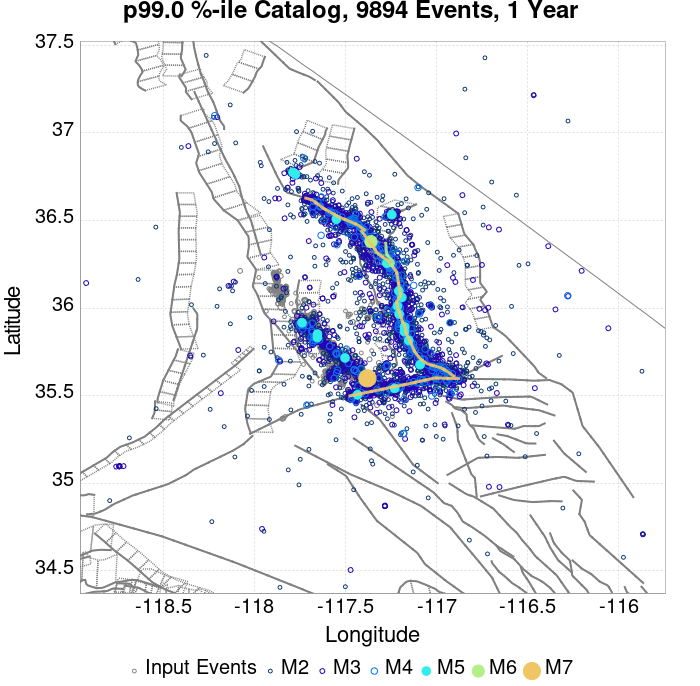 p99.0 %-ile Catalog, 9894 Events, 1 Year
37.5
37
36.5
36
35.5
35
34.5
Latitude
-118.5 -118 -117.5 -117 -116.5 -116
Longitude
Input Events M2 M3 M4 M5 M6 M7